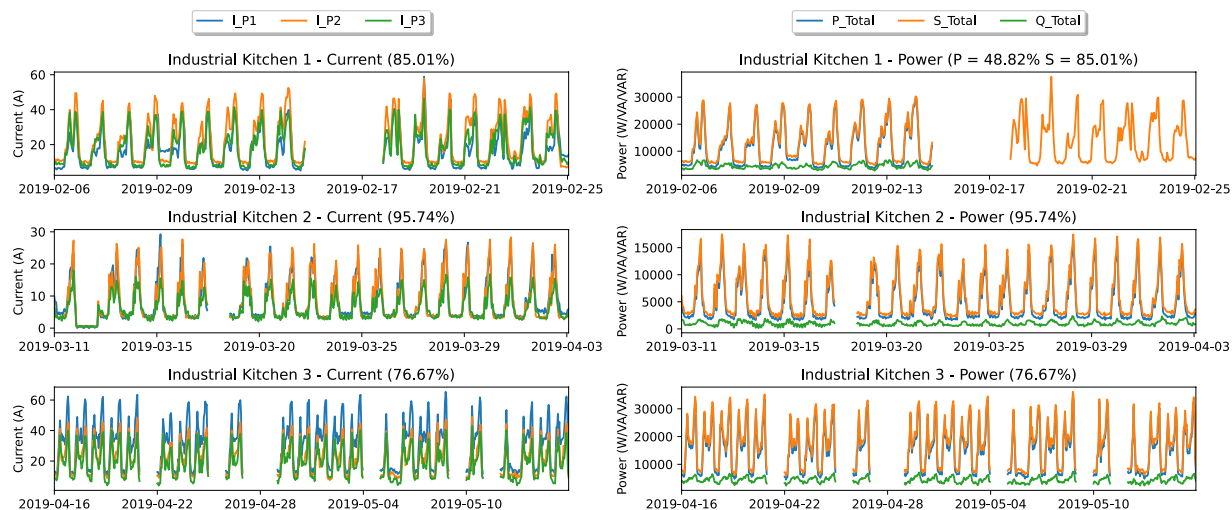 I_P1 I_P2 I_P3
P_Total S_Total Q_Total
Industrial Kitchen 1 - Current (85.01%)
Current (A)
60
40
20
2019-02-06 2019-02-09 2019-02-13 2019-02-17 2019-02-21 2019-02-25
Industrial Kitchen 1 - Power (P = 48.82% S = 85.01%)
Power (W/VA/VAR)
30000
20000
10000
2019-02-06 2019-02-09 2019-02-13 2019-02-17 2019-02-21 2019-02-25
Industrial Kitchen 2 - Current (95.74%)
Current (A)
30
20
10
0
2019-03-11 2019-03-15 2019-03-20 2019-03-25 2019-03-29 2019-04-03
Industrial Kitchen 2 - Power (95.74%)
Power (W/VA/VAR)
15000
10000
5000
0
2019-03-11 2019-03-15 2019-03-20 2019-03-25 2019-03-29 2019-04-03
Industrial Kitchen 3 - Current (76.67%)
Current (A)
60
40
20
2019-04-16 2019-04-22 2019-04-28 2019-05-04 2019-05-10
Industrial Kitchen 3 - Power (76.67%)
Power (W/VA/VAR)
30000
20000
10000
2019-04-16 2019-04-22 2019-04-28 2019-05-04 2019-05-10